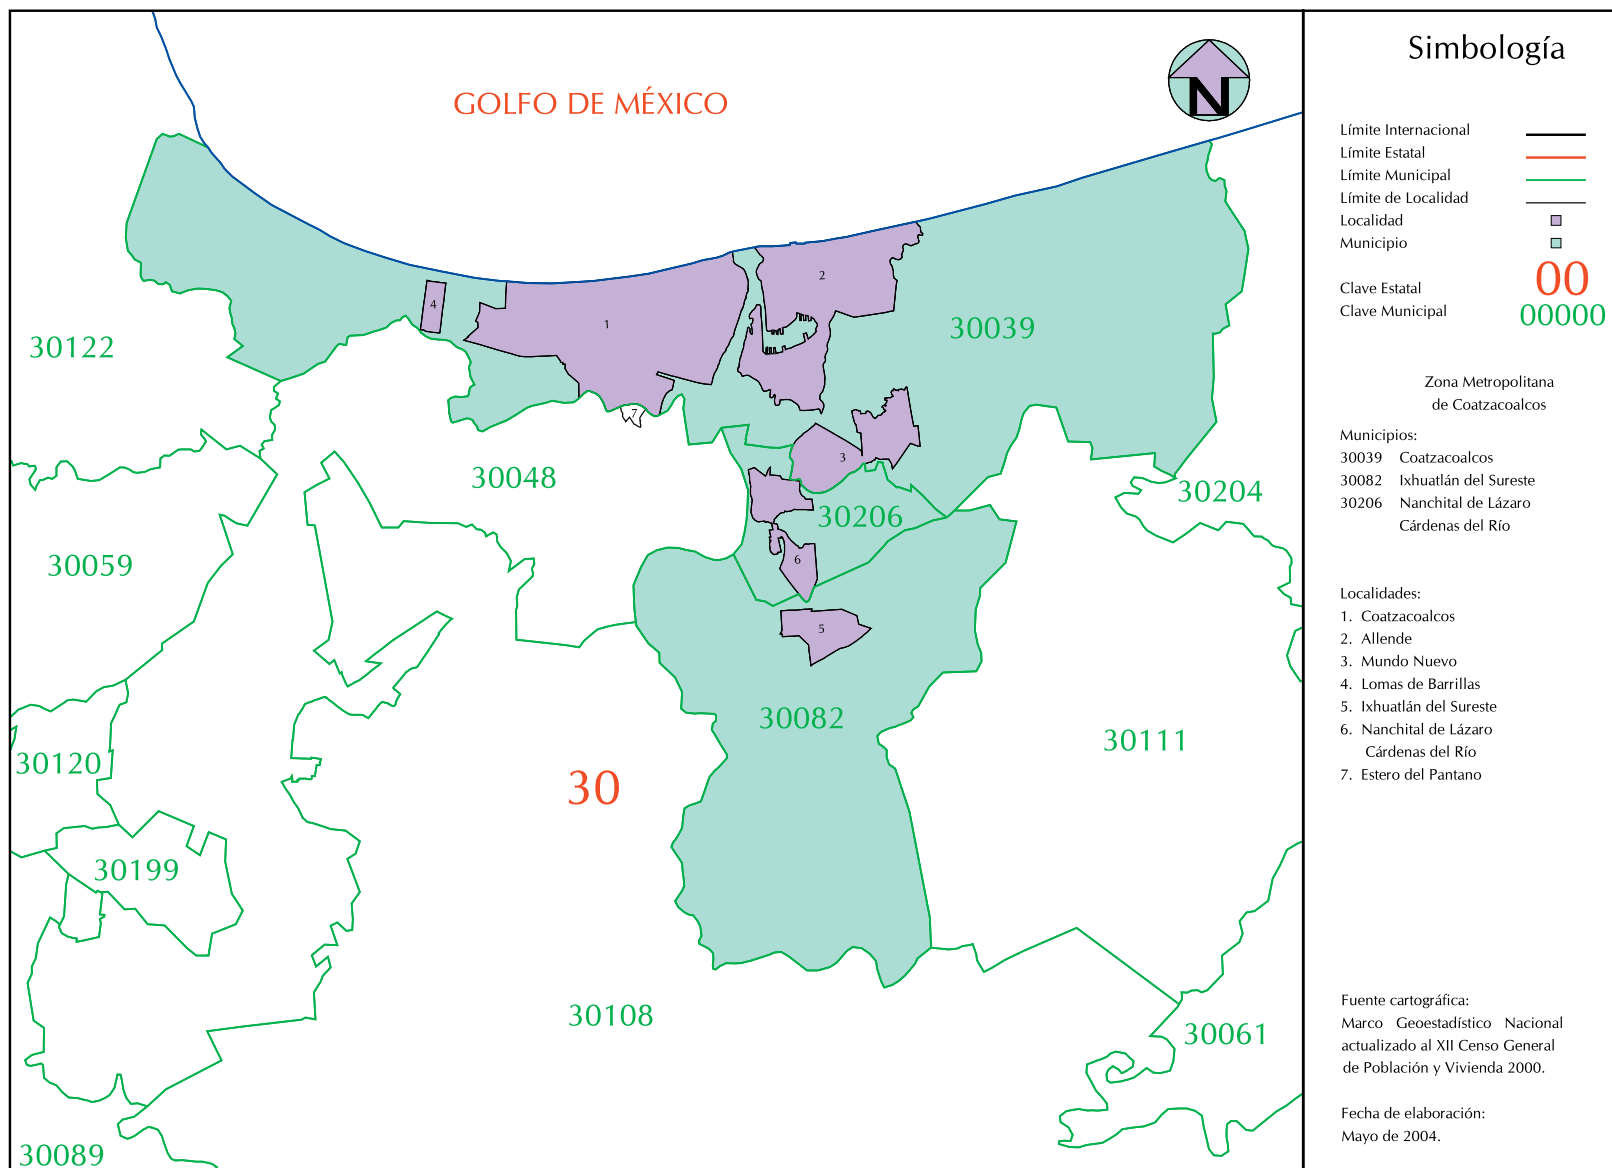 GOLFO DE MÉXICO
N
30122
4
1
2
30039
7
3
30048
30204
30206
30059
6
5
30082
30111
30120
30
30199
30108
30061
30089
Simbología
Límite Internacional
Límite Estatal
Límite Municipal
Límite de Localidad
Localidad
Municipio
Clave Estatal 00
Clave Municipal 00000
Zona Metropolitana
de Coatzacoalcos
Municipios:
30039 Coatzacoalcos
30082 Ixhuatlán del Sureste
30206 Nanchital de Lázaro
Cárdenas del Río
Localidades:
1. Coatzacoalcos
2. Allende
3. Mundo Nuevo
4. Lomas de Barrillas
5. Ixhuatlán del Sureste
6. Nanchital de Lázaro
Cárdenas del Río
7. Estero del Pantano
Fuente cartográfica:
Marco Geoestadístico Nacional
actualizado al XII Censo General
de Población y Vivienda 2000.
Fecha de elaboración:
Mayo de 2004.